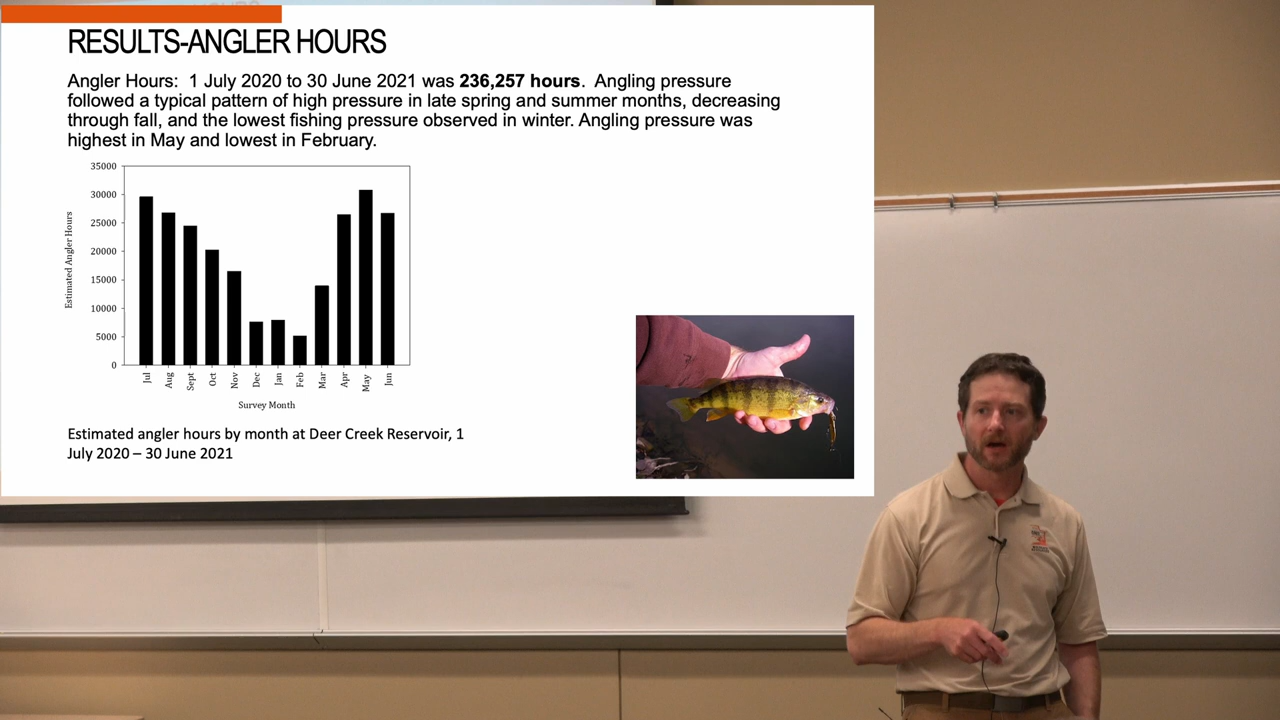 RESULTS-ANGLER HOURS
Angler Hours:  1 July 2020 to 30 June 2021 was 236,257 hours.  Angling pressure
followed a typical pattern of high pressure in late spring and summer months, decreasing
through fall, and the lowest fishing pressure observed in winter. Angling pressure was
highest in May and lowest in February.
35000
30000
25000
20000
15000
10000
5000
0
Estimated Angler Hours
Jul
Aug
Sept
Oct
Nov
Dec
Jan
Feb
Mar
Apr
May
Jun
Survey Month
Estimated angler hours by month at Deer Creek Reservoir, 1
July 2020 – 30 June 2021